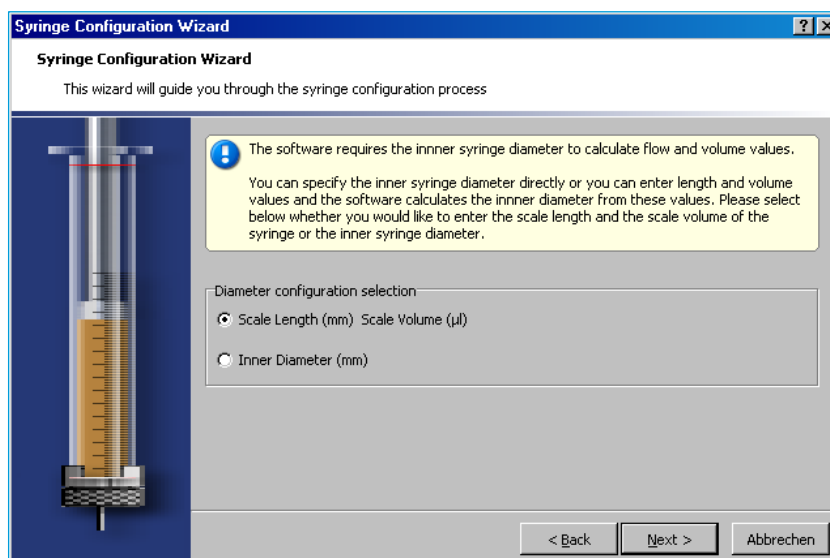 Syringe Configuration Wizard
Syringe Configuration Wizard
This wizard will guide you through the syringe configuration process
The software requires the innner syringe diameter to calculate flow and volume values.
You can specify the inner syringe diameter directly or you can enter length and volume
values and the software calculates the innner diameter from these values. Please select
below whether you would like to enter the scale length and the scale volume of the
syringe or the inner syringe diameter.
Diameter configuration selection
Scale Length (mm)  Scale Volume (µl)
Inner Diameter (mm)
< Back
Next >
Abbrechen